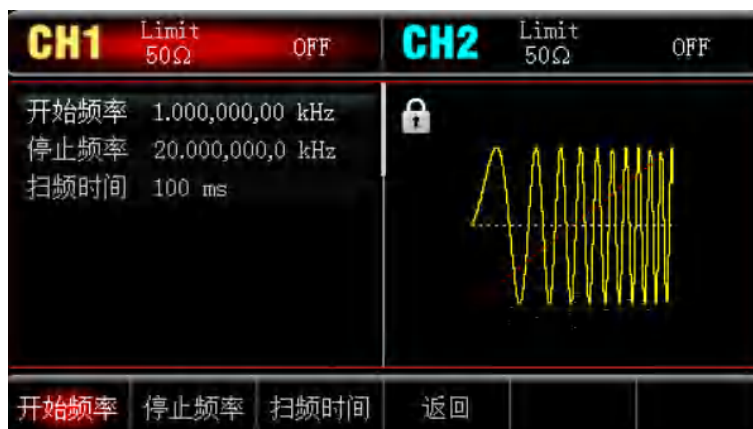 CH1 Limit 50Ω OFF
CH2 Limit 50Ω OFF
开始频率 1.000,000,00 kHz
停止频率 20.000,000,0 kHz
扫频时间 100 ms
开始频率 停止频率 扫频时间 返回